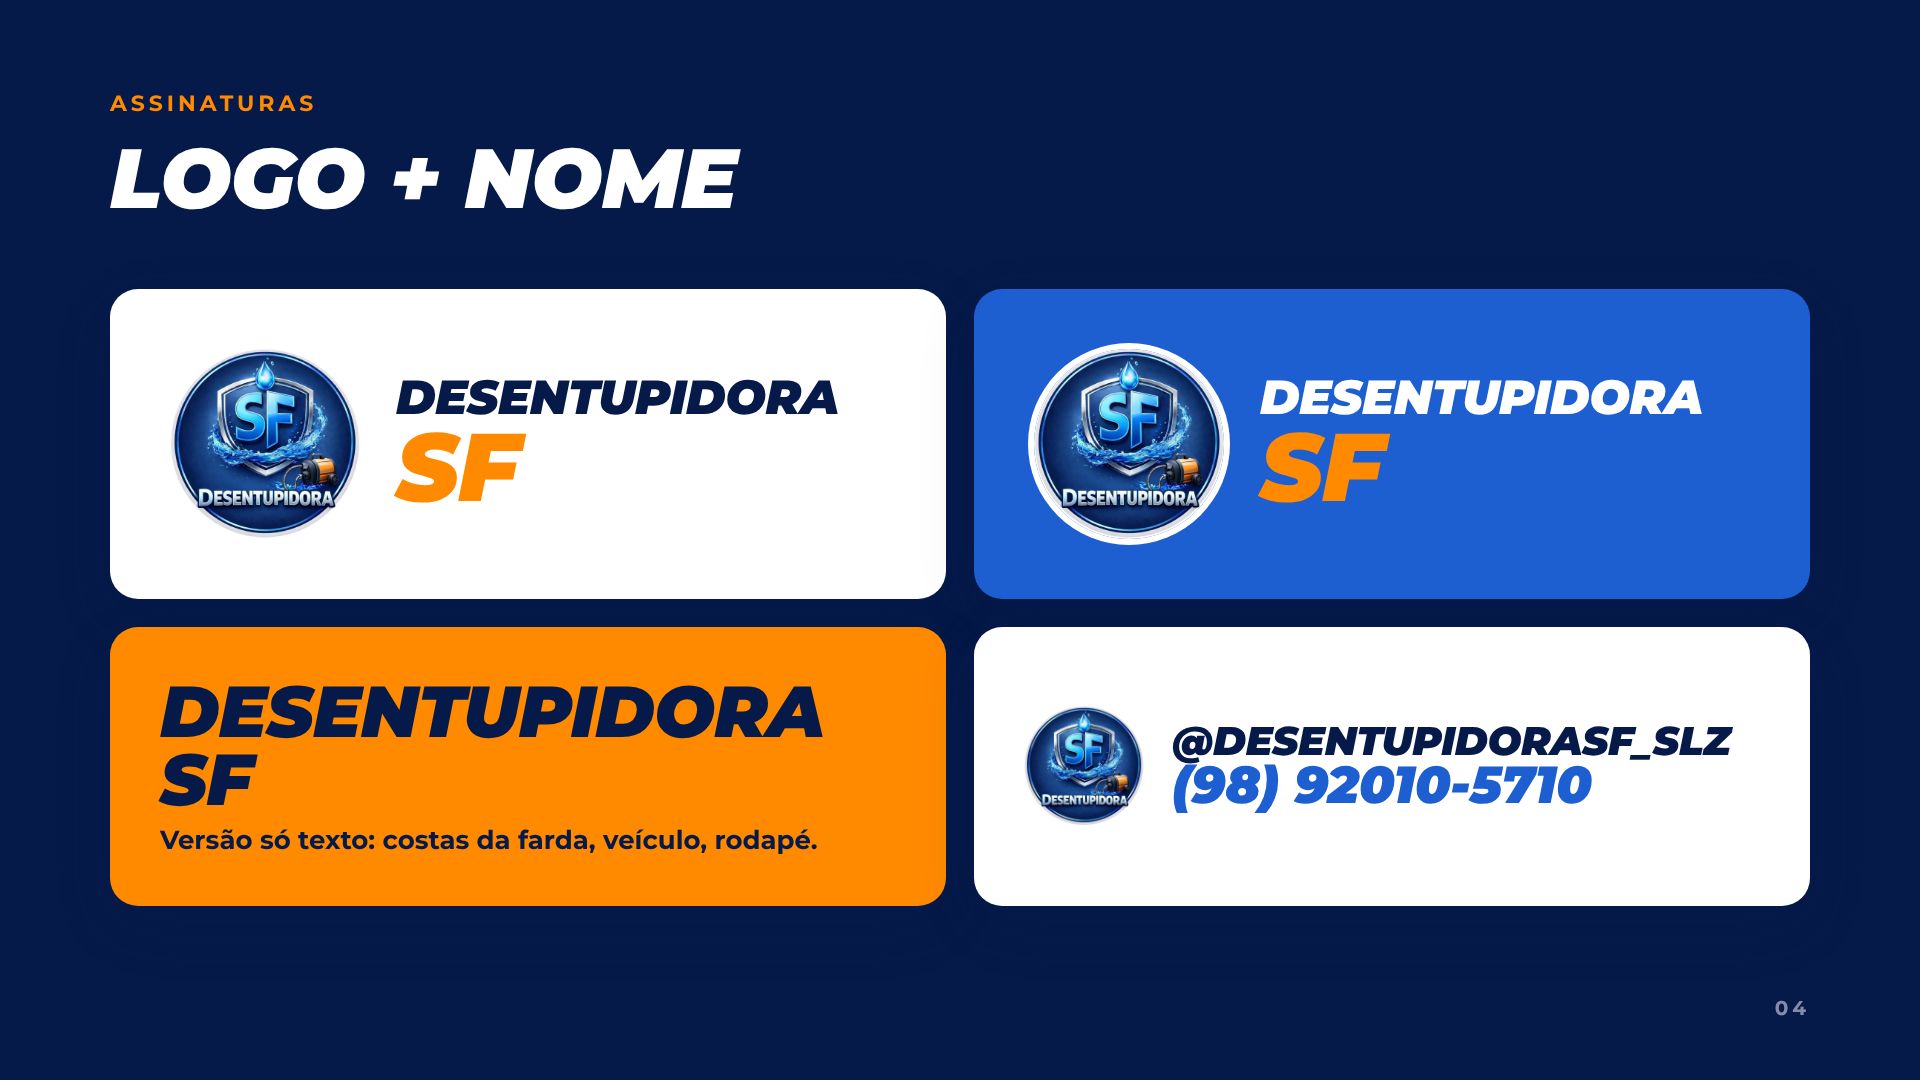 ASSINATURAS
LOGO + NOME
SF
DESENTUPIDORA
DESENTUPIDORA
SF
SF
DESENTUPIDORA
DESENTUPIDORA
SF
DESENTUPIDORA
SF
Versão só texto: costas da farda, veículo, rodapé.
SF
DESENTUPIDORA
@DESENTUPIDORASF_SLZ
(98) 92010-5710
04